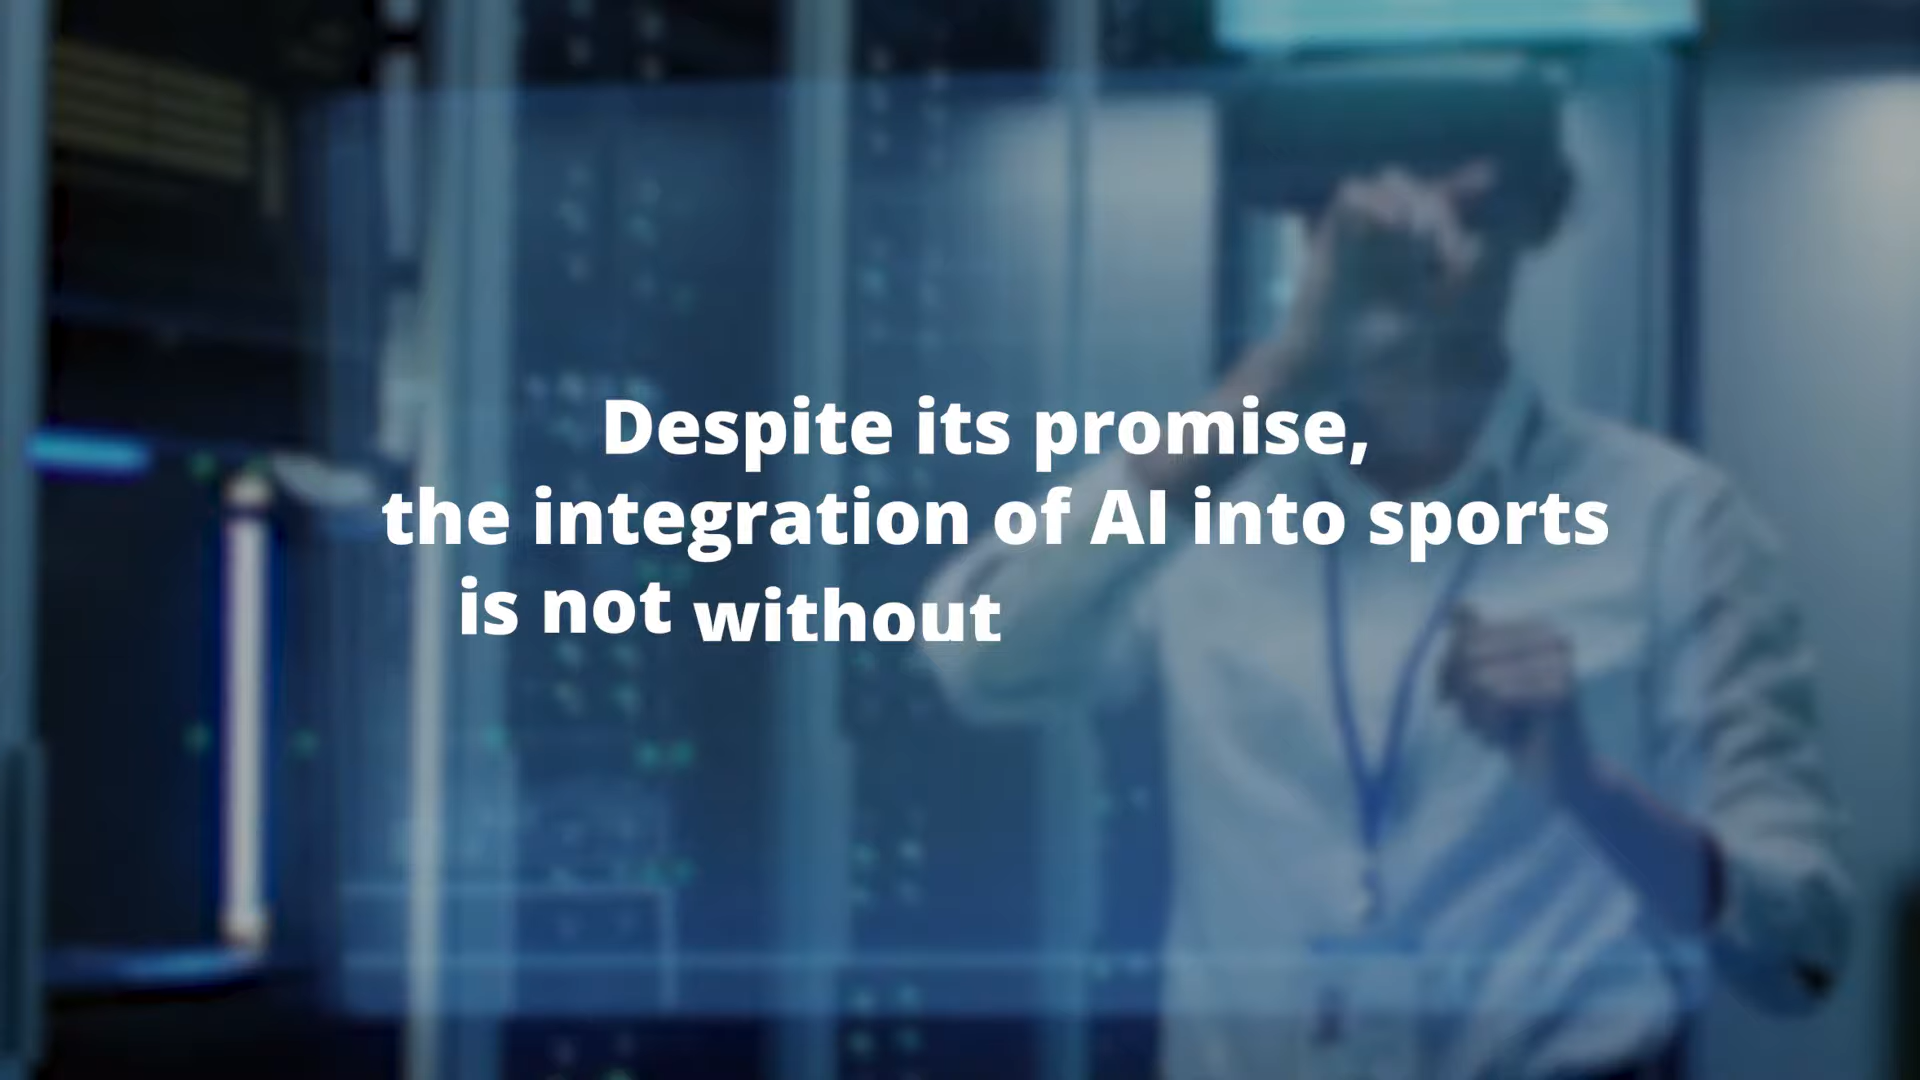 Despite its promise,
the integration of AI into sports
is not without